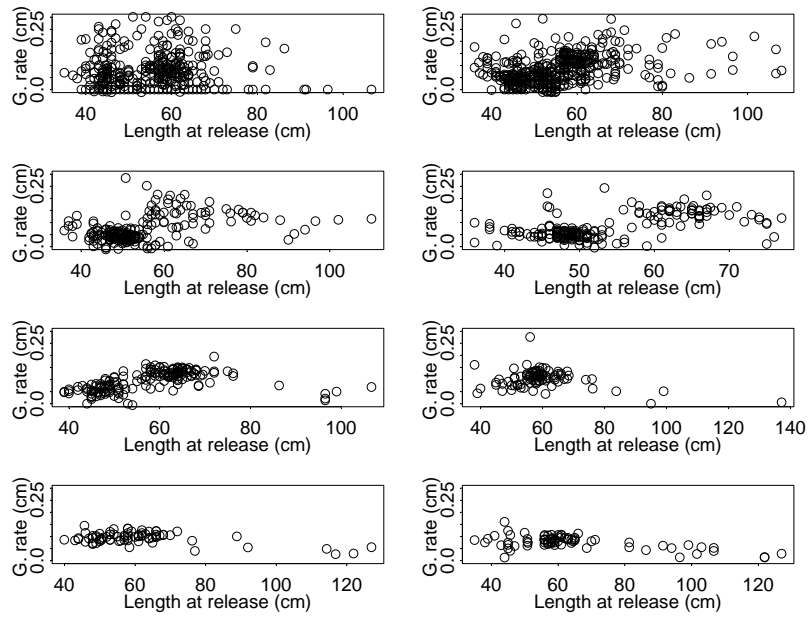 G. rate (cm)
0.0 0.25
40 60 80 100
Length at release (cm)
G. rate (cm)
0.0 0.25
40 60 80 100
Length at release (cm)
G. rate (cm)
0.0 0.25
40 60 80 100
Length at release (cm)
G. rate (cm)
0.0 0.25
40 50 60 70
Length at release (cm)
G. rate (cm)
0.0 0.25
40 60 80 100
Length at release (cm)
G. rate (cm)
0.0 0.25
40 60 80 100 120 140
Length at release (cm)
G. rate (cm)
0.0 0.25
40 60 80 100 120
Length at release (cm)
G. rate (cm)
0.0 0.25
40 60 80 100 120
Length at release (cm)